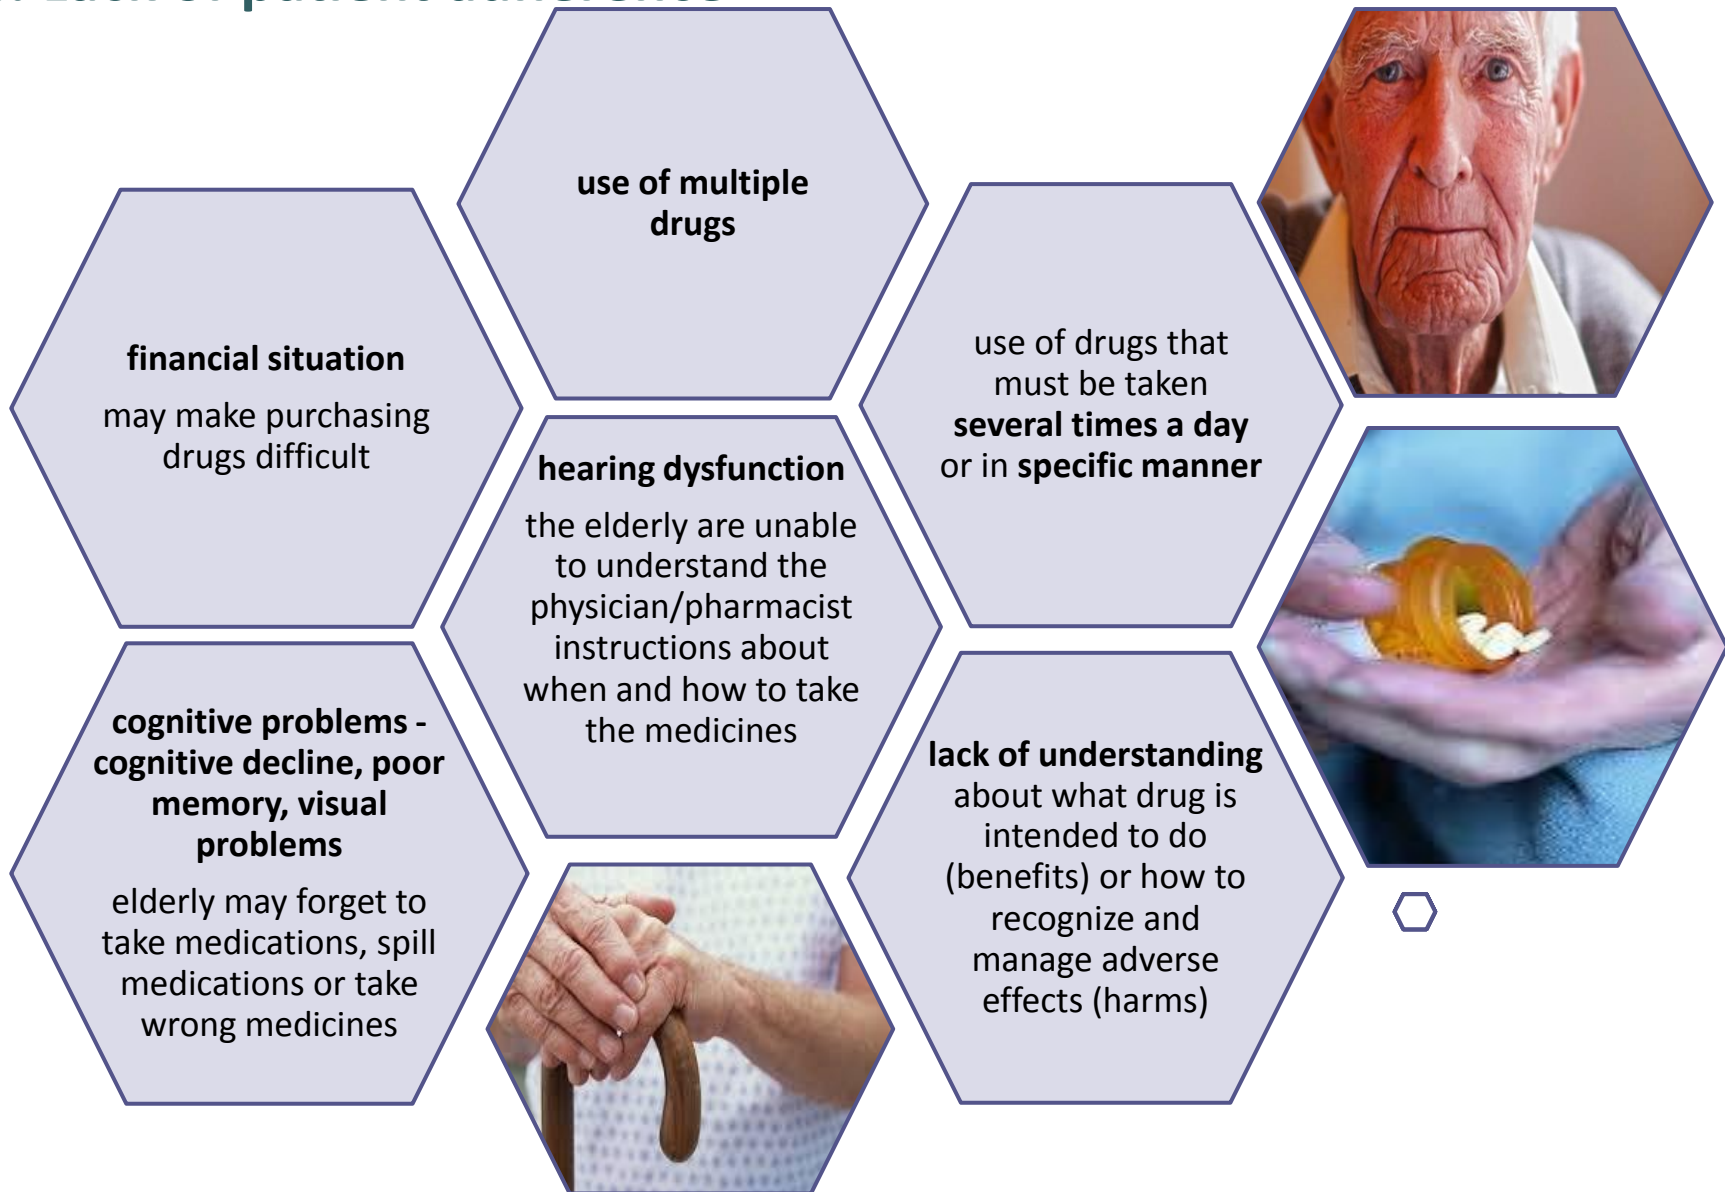 Lack of patient adherence
use of multiple
drugs
financial situation
may make purchasing
drugs difficult
use of drugs that
must be taken
several times a day
or in specific manner
hearing dysfunction
the elderly are unable
to understand the
physician/pharmacist
instructions about
when and how to take
the medicines
cognitive problems -
cognitive decline, poor
memory, visual
problems
elderly may forget to
take medications, spill
medications or take
wrong medicines
lack of understanding
about what drug is
intended to do
(benefits) or how to
recognize and
manage adverse
effects (harms)